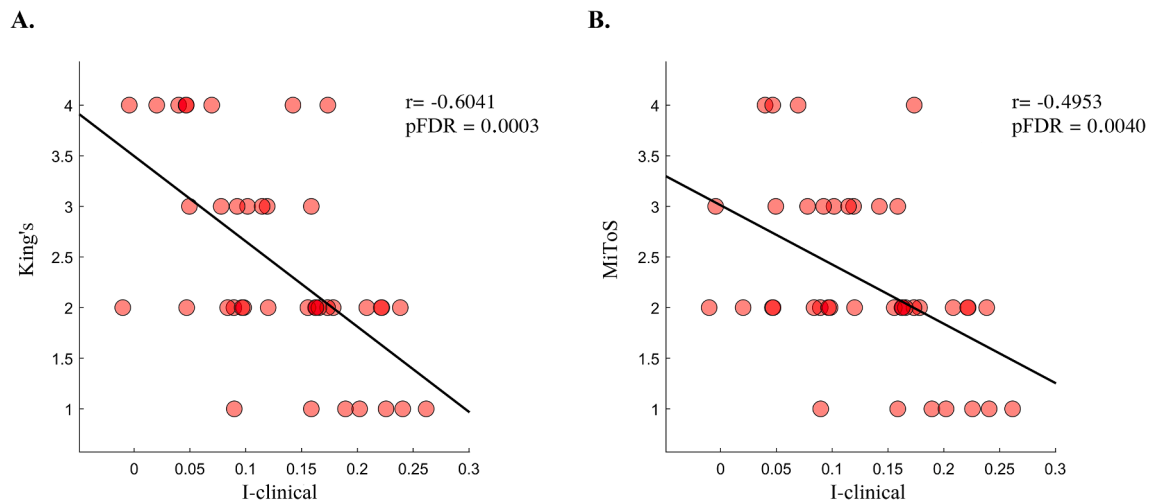 A.
r= -0.6041
pFDR = 0.0003
King's
4
3.5
3
2.5
2
1.5
1
0
0.05
0.1
0.15
0.2
0.25
0.3
I-clinical
B.
r= -0.4953
pFDR = 0.0040
MiToS
4
3.5
3
2.5
2
1.5
1
0
0.05
0.1
0.15
0.2
0.25
0.3
I-clinical